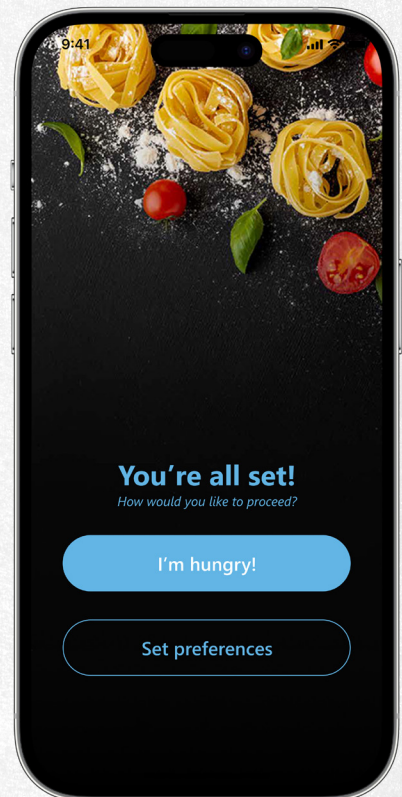 9:41
You’re all set!
How would you like to proceed?
I’m hungry!
Set preferences